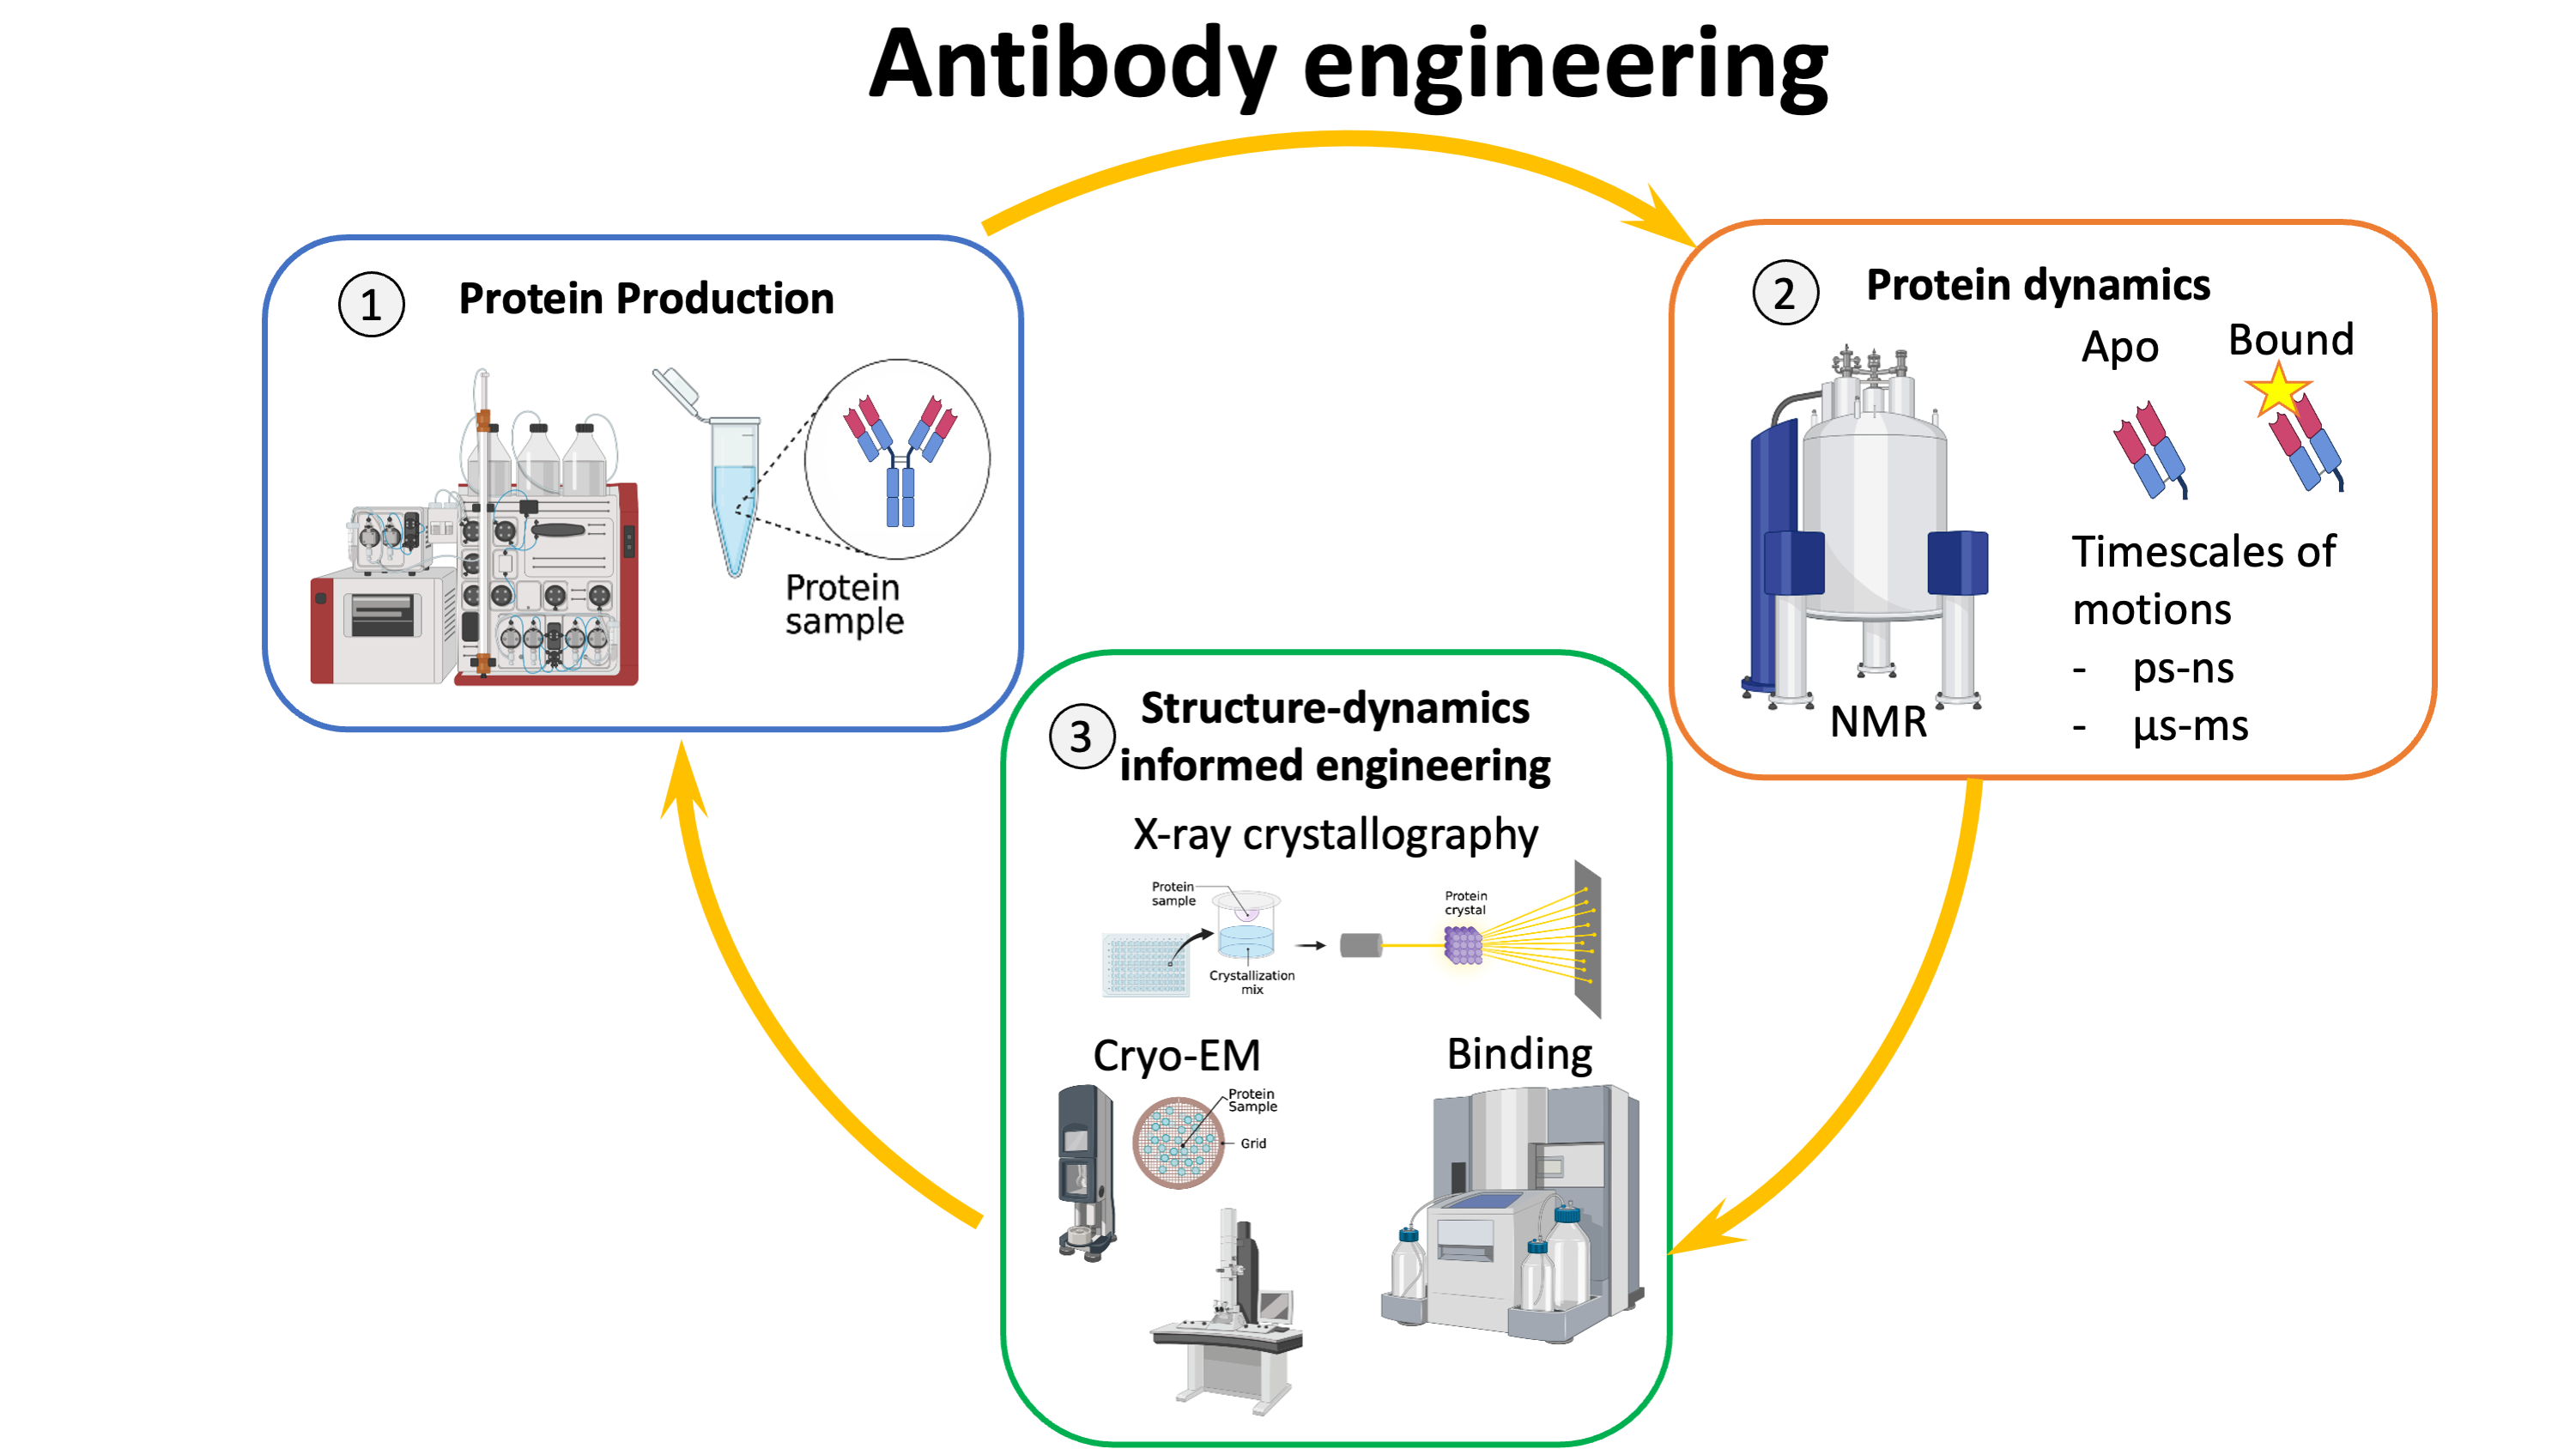 Antibody engineering
1
Protein Production
Protein
sample
2
Protein dynamics
Apo
Bound
NMR
Timescales of
motions
- ps-ns
- μs-ms
3
Structure-dynamics
informed engineering
X-ray crystallography
Protein
sample
Crystallization
mix
Protein
crystal
Cryo-EM
Protein
Sample
Grid
Binding